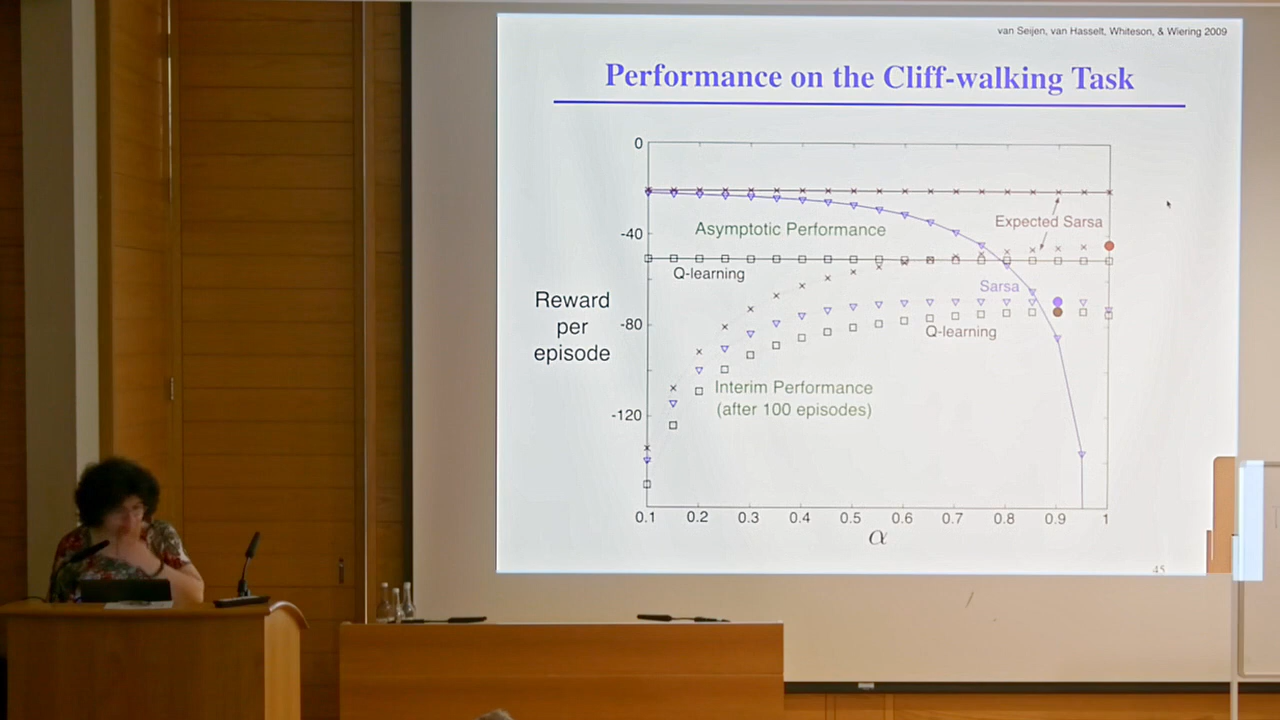 van Seijen, van Hasselt, Whiteson, & Wiering 2009
Performance on the Cliff-walking Task
0
-40
-80
-120
Reward
per
episode
Expected Sarsa
Asymptotic Performance
Q-learning
Sarsa
Q-learning
Interim Performance
(after 100 episodes)
0.1 0.2 0.3 0.4 0.5 0.6 0.7 0.8 0.9 1
α
45